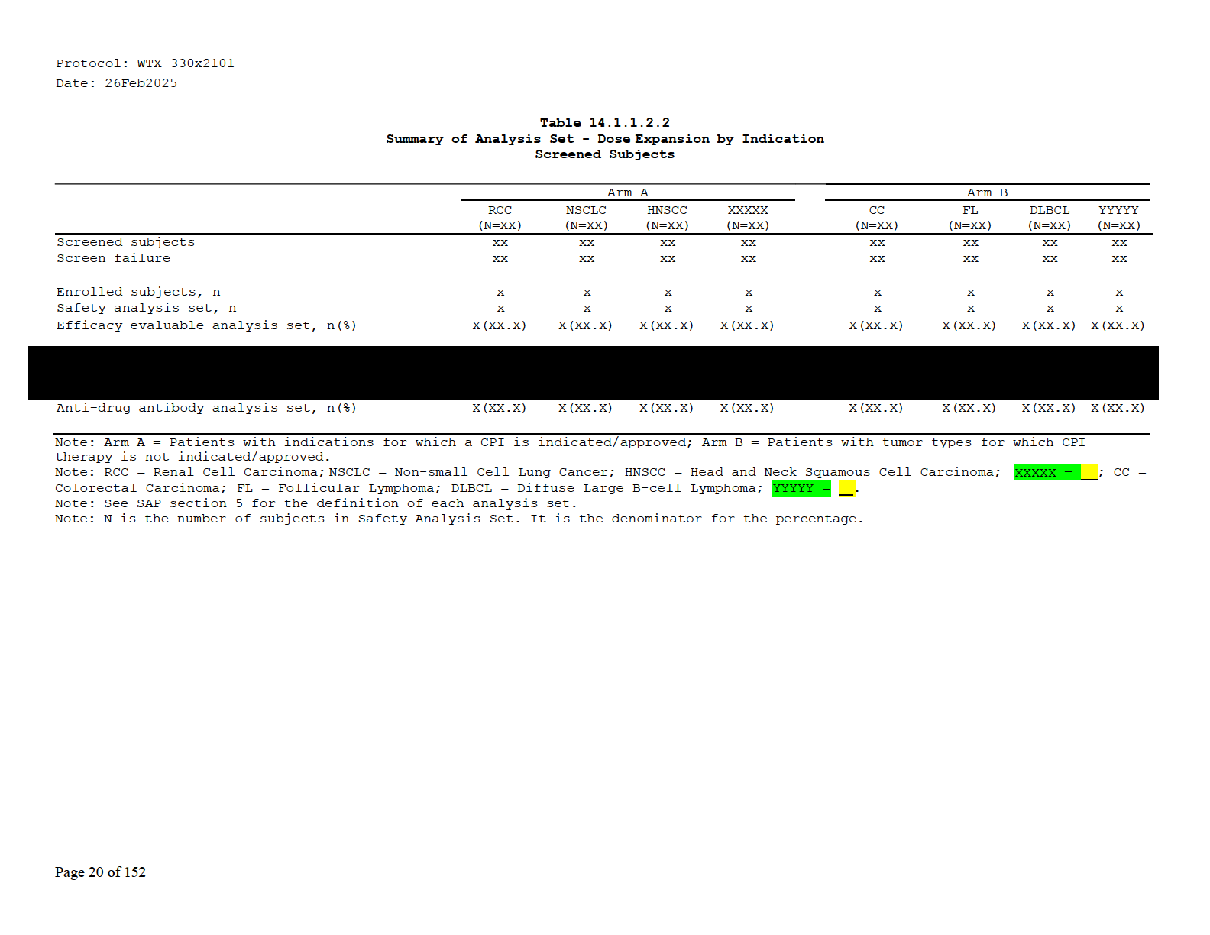 Protocol: WTX-330x2101
Date: 26Feb2025
Table 14.1.1.2.2
Summary of Analysis Set - Dose Expansion by Indication
Screened Subjects
Arm A Arm B
RCC NSCLC HNSCC XXXXX CC FL DLBCL YYYYY
(N=XX) (N=XX) (N=XX) (N=XX) (N=XX) (N=XX) (N=XX) (N=XX)
Screened subjects xx xx xx xx xx xx xx xx
Screen failure xx xx xx xx xx xx xx xx
Enrolled subjects, n x x x x x x x x
Safety analysis set, n x x x x x x x x
Efficacy evaluable analysis set, n(%) X(XX.X) X(XX.X) X(XX.X) X(XX.X) X(XX.X) X(XX.X) X(XX.X) X(XX.X)
Anti-drug antibody analysis set, n(%) X(XX.X) X(XX.X) X(XX.X) X(XX.X) X(XX.X) X(XX.X) X(XX.X) X(XX.X)
Note: Arm A = Patients with indications for which a CPI is indicated/approved; Arm B = Patients with tumor types for which CPI
therapy is not indicated/approved.
Note: RCC = Renal Cell Carcinoma; NSCLC = Non-small Cell Lung Cancer; HNSCC = Head and Neck Squamous Cell Carcinoma; XXXXX = __; CC =
Colorectal Carcinoma; FL = Follicular Lymphoma; DLBCL = Diffuse Large B-cell Lymphoma; YYYYY = __.
Note: See SAP section 5 for the definition of each analysis set.
Note: N is the number of subjects in Safety Analysis Set. It is the denominator for the percentage.
Page 20 of 152